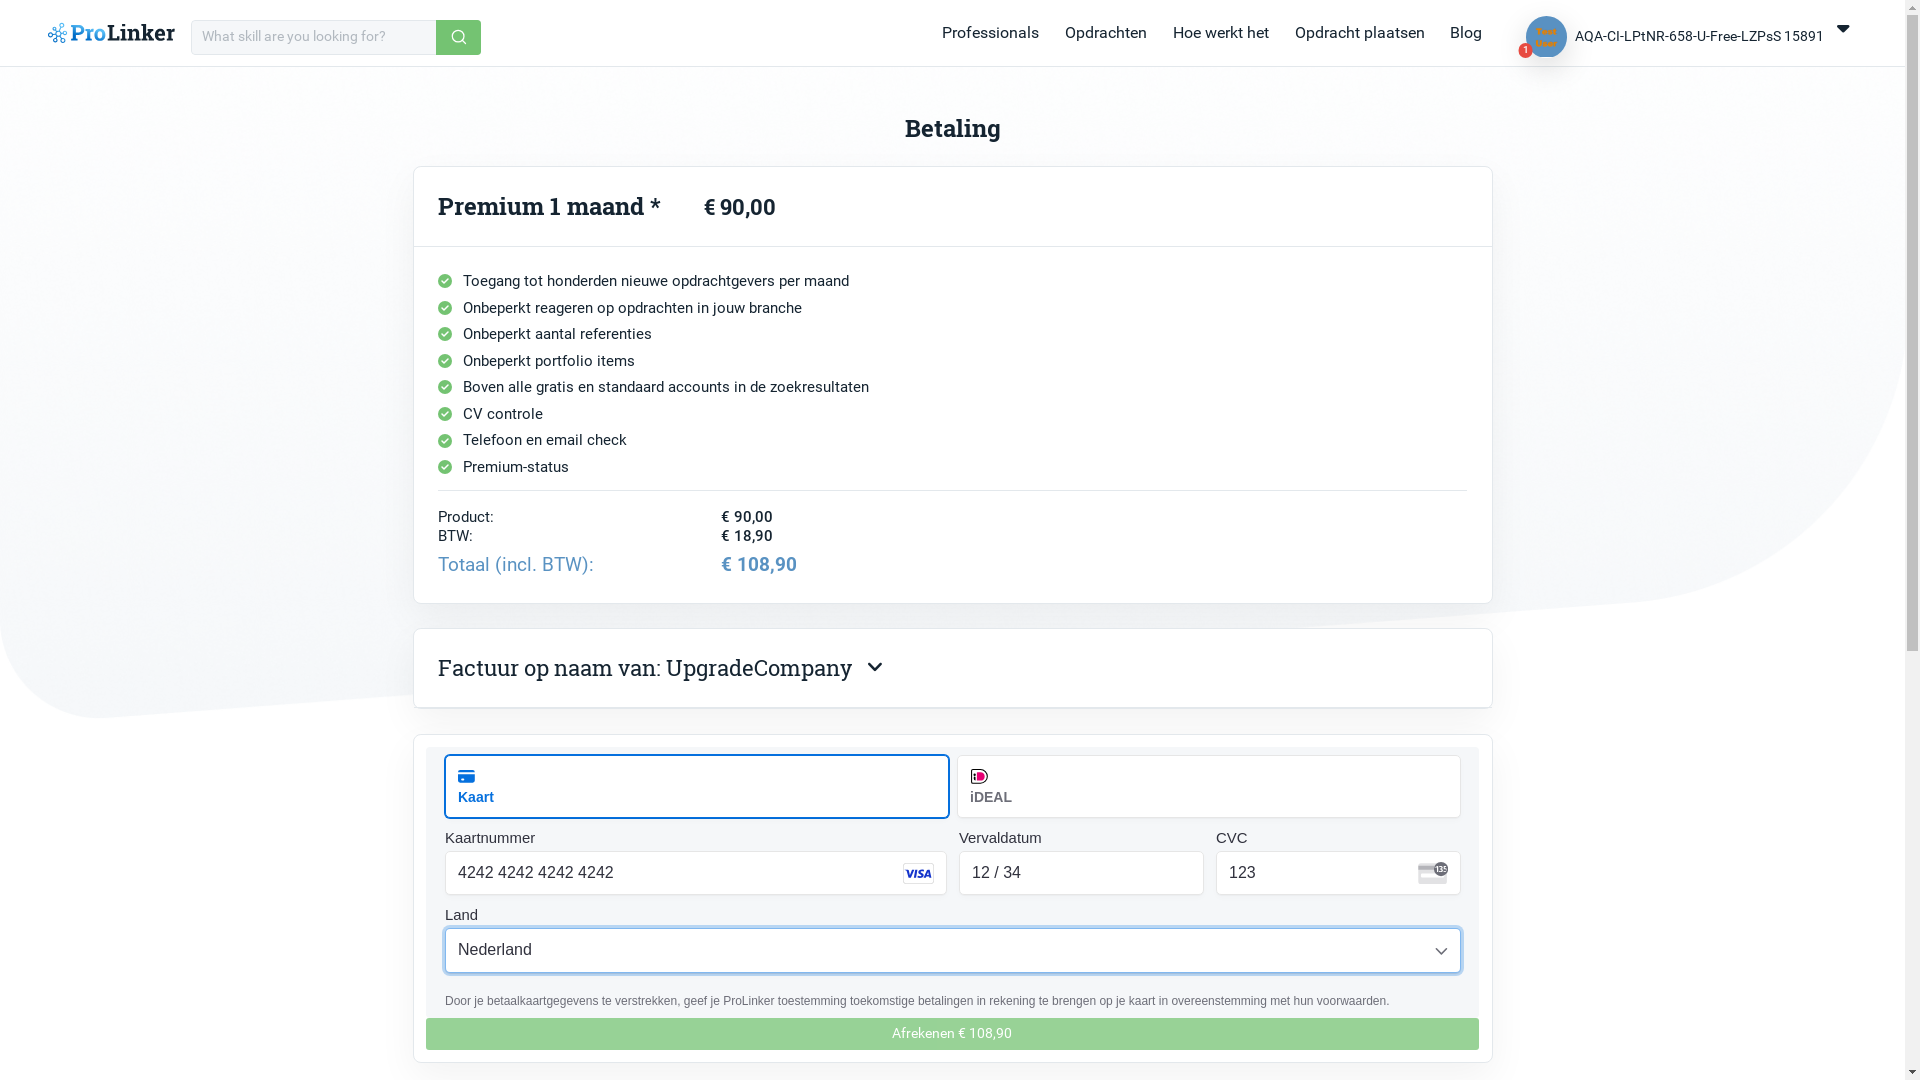 ProLinker
What skill are you looking for?
Professionals
Opdrachten
Hoe werkt het
Opdracht plaatsen
Blog
Test User
1
AQA-CI-LPtNR-658-U-Free-LZPsS 15891
Betaling
Premium 1 maand * € 90,00
Toegang tot honderden nieuwe opdrachtgevers per maand
Onbeperkt reageren op opdrachten in jouw branche
Onbeperkt aantal referenties
Onbeperkt portfolio items
Boven alle gratis en standaard accounts in de zoekresultaten
CV controle
Telefoon en email check
Premium-status
Product: € 90,00
BTW: € 18,90
Totaal (incl. BTW): € 108,90
Factuur op naam van: UpgradeCompany
Kaart
iDEAL
Kaartnummer Vervaldatum CVC
4242 4242 4242 4242 VISA 12 / 34 123 135
Land
Nederland
Door je betaalkaartgegevens te verstrekken, geef je ProLinker toestemming toekomstige betalingen in rekening te brengen op je kaart in overeenstemming met hun voorwaarden.
Afrekenen € 108,90